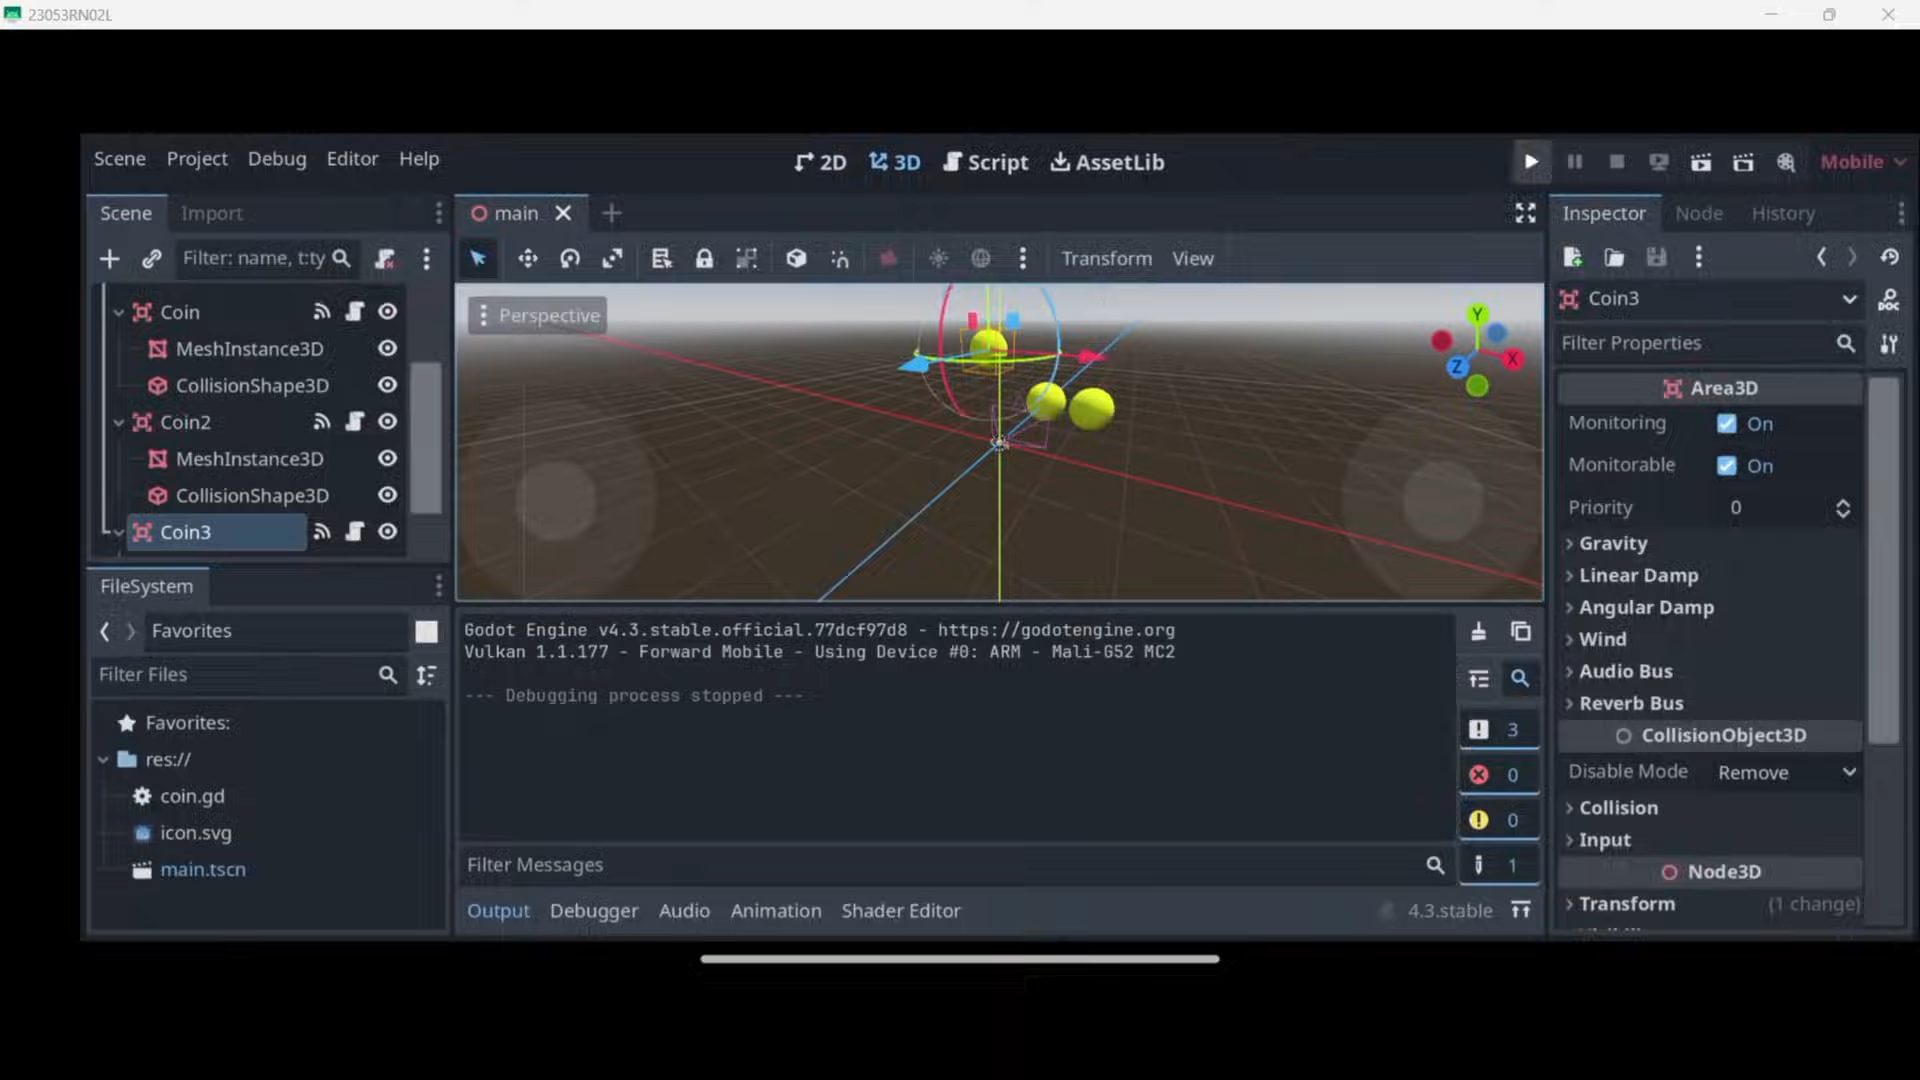 23053RN02L
Scene Project Debug Editor Help
2D 3D Script AssetLib
Mobile
Scene Import
main
Inspector Node History
Filter: name, t:ty
Transform View
Coin
MeshInstance3D
CollisionShape3D
Coin2
MeshInstance3D
CollisionShape3D
Coin3
Perspective
Y
X
Z
Coin3
DOC
Filter Properties
Area3D
Monitoring On
Monitorable On
Priority 0
Gravity
Linear Damp
Angular Damp
Wind
Audio Bus
Reverb Bus
CollisionObject3D
Disable Mode Remove
Collision
Input
Node3D
Transform (1 change)
FileSystem
Favorites
Filter Files
Favorites:
res://
coin.gd
icon.svg
main.tscn
Godot Engine v4.3.stable.official.77dcf97d8 - https://godotengine.org
Vulkan 1.1.177 - Forward Mobile - Using Device #0: ARM - Mali-G52 MC2
--- Debugging process stopped ---
3
0
0
1
Filter Messages
Output Debugger Audio Animation Shader Editor
4.3.stable